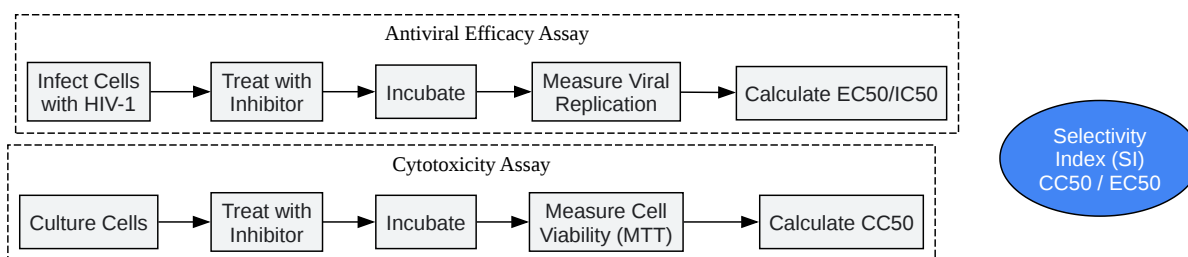 Antiviral Efficacy Assay
Infect Cells
with HIV-1
Treat with
Inhibitor
Incubate
Measure Viral
Replication
Calculate EC50/IC50
Cytotoxicity Assay
Culture Cells
Treat with
Inhibitor
Incubate
Measure Cell
Viability (MTT)
Calculate CC50
Selectivity
Index (SI)
CC50 / EC50